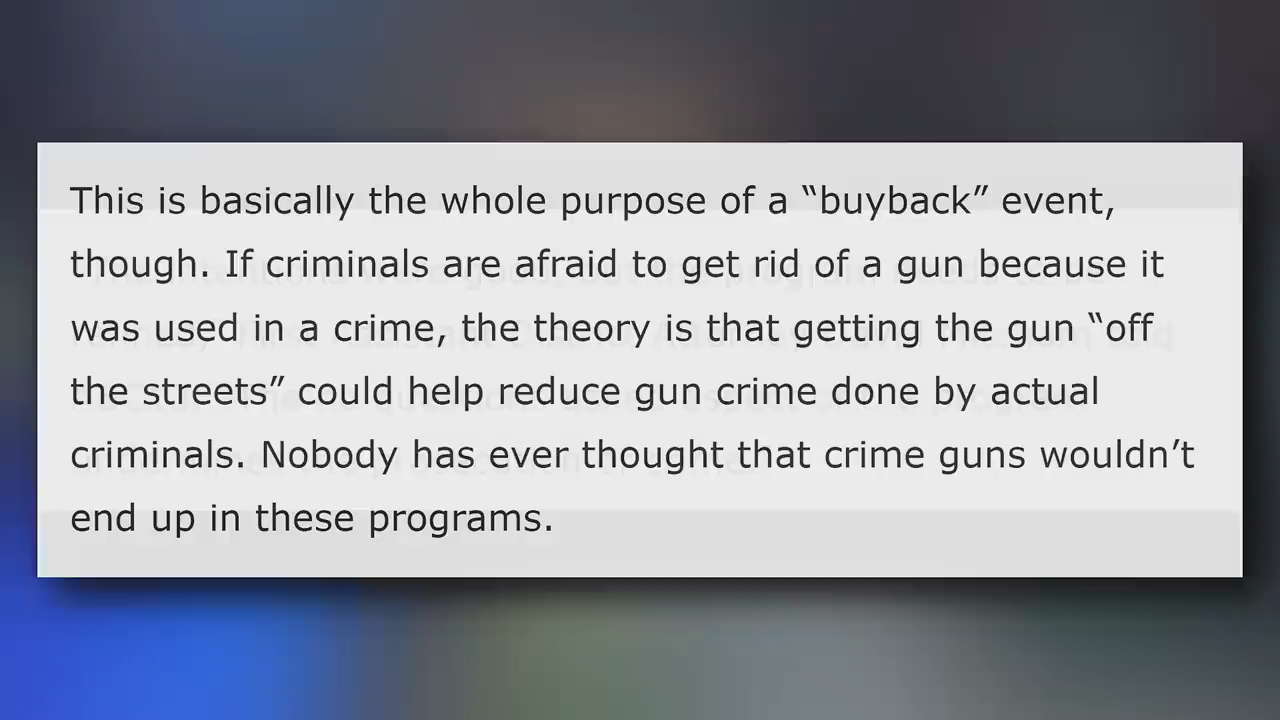 This is basically the whole purpose of a “buyback” event,
though. If criminals are afraid to get rid of a gun because it
was used in a crime, the theory is that getting the gun “off
the streets” could help reduce gun crime done by actual
criminals. Nobody has ever thought that crime guns wouldn’t
end up in these programs.